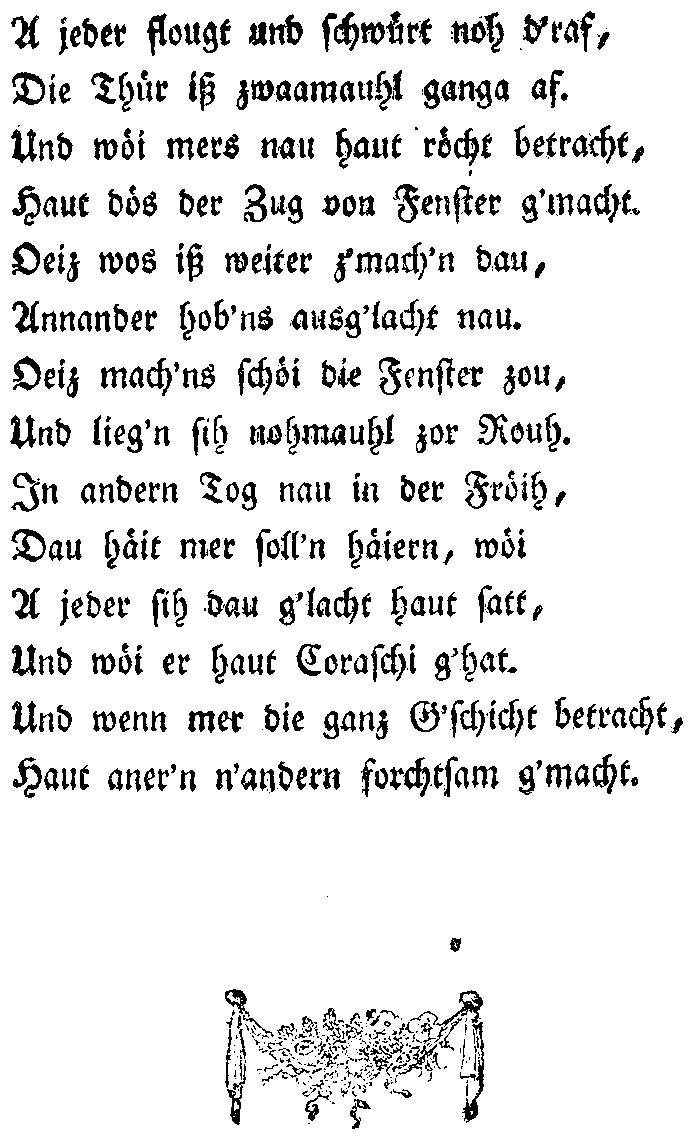 A jeder flougt und schwürt noh d'raf,
Die Thür iß zwaamauhl ganga af.
Und wöi mers nau haut röcht betracht,
Haut dös der Zug von Fenster g'macht.
Oeiz wos iß weiter z'mach'n dau,
Annander hob'ns ausg'lacht nau.
Oeiz mach'ns schöi die Fenster zou,
Und lieg'n sih nohmauhl zor Rouh.
In andern Tog nau in der Fröih,
Dau häit mer soll'n häiern, wöi
A jeder sih dau g'lacht haut satt,
Und wöi er haut Coraschi g'hat.
Und wenn mer die ganz G'schicht betracht,
Haut aner'n n'andern forchtsam g'macht.